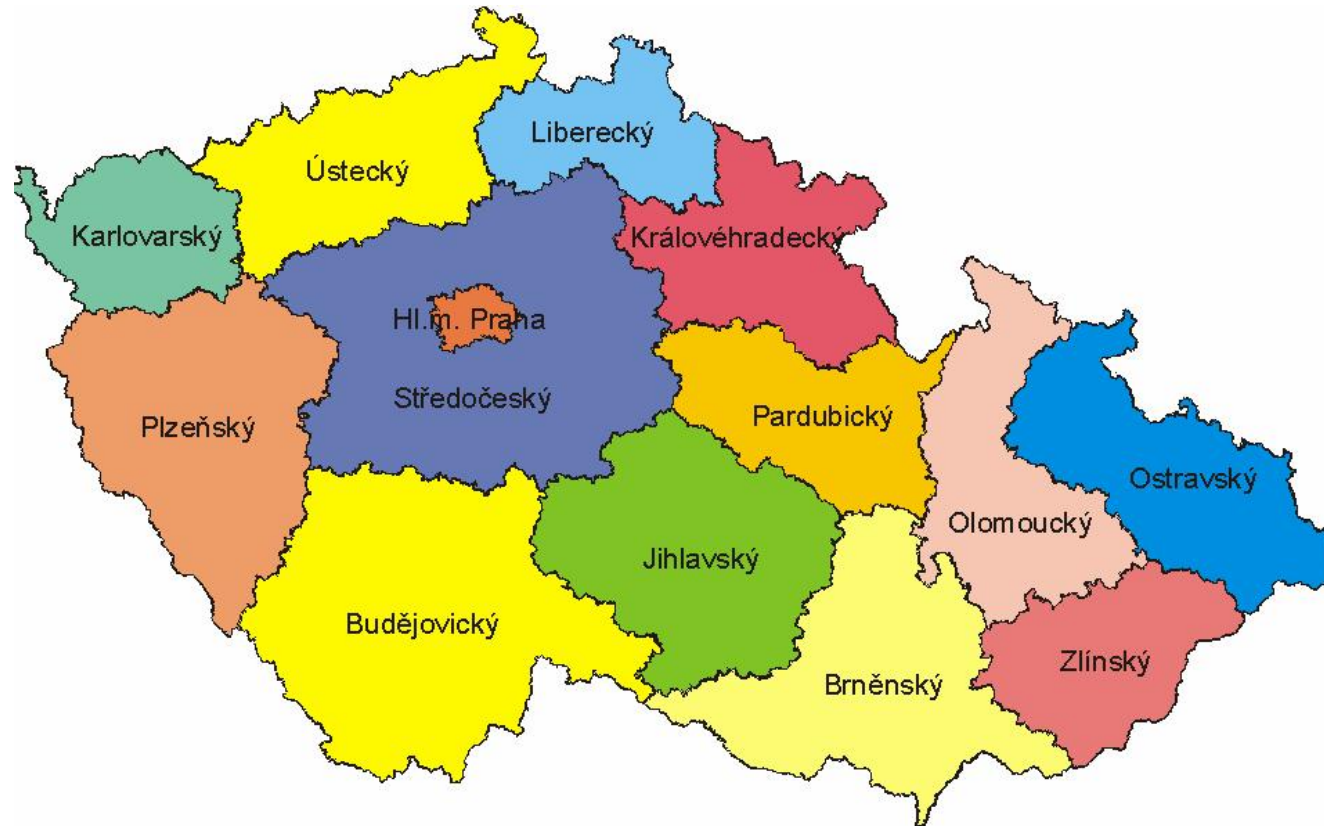 Liberecký
Ústecký
Karlovarský
Královéhradecký
Hl.m. Praha
Středočeský
Pardubický
Plzeňský
Ostravský
Olomoucký
Jihlavský
Budějovický
Zlínský
Brněnský